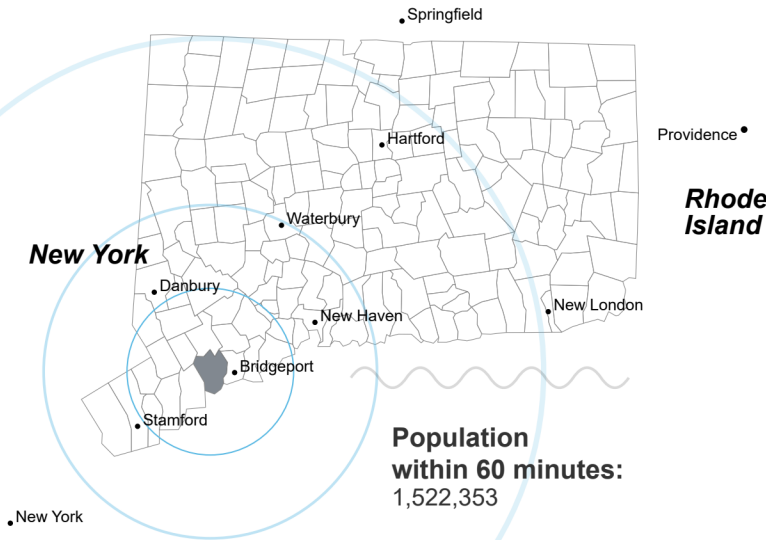 Springfield
Hartford
Providence
Rhode
Island
Waterbury
New York
Danbury
New London
New Haven
Bridgeport
Stamford
Population
within 60 minutes:
1,522,353
New York